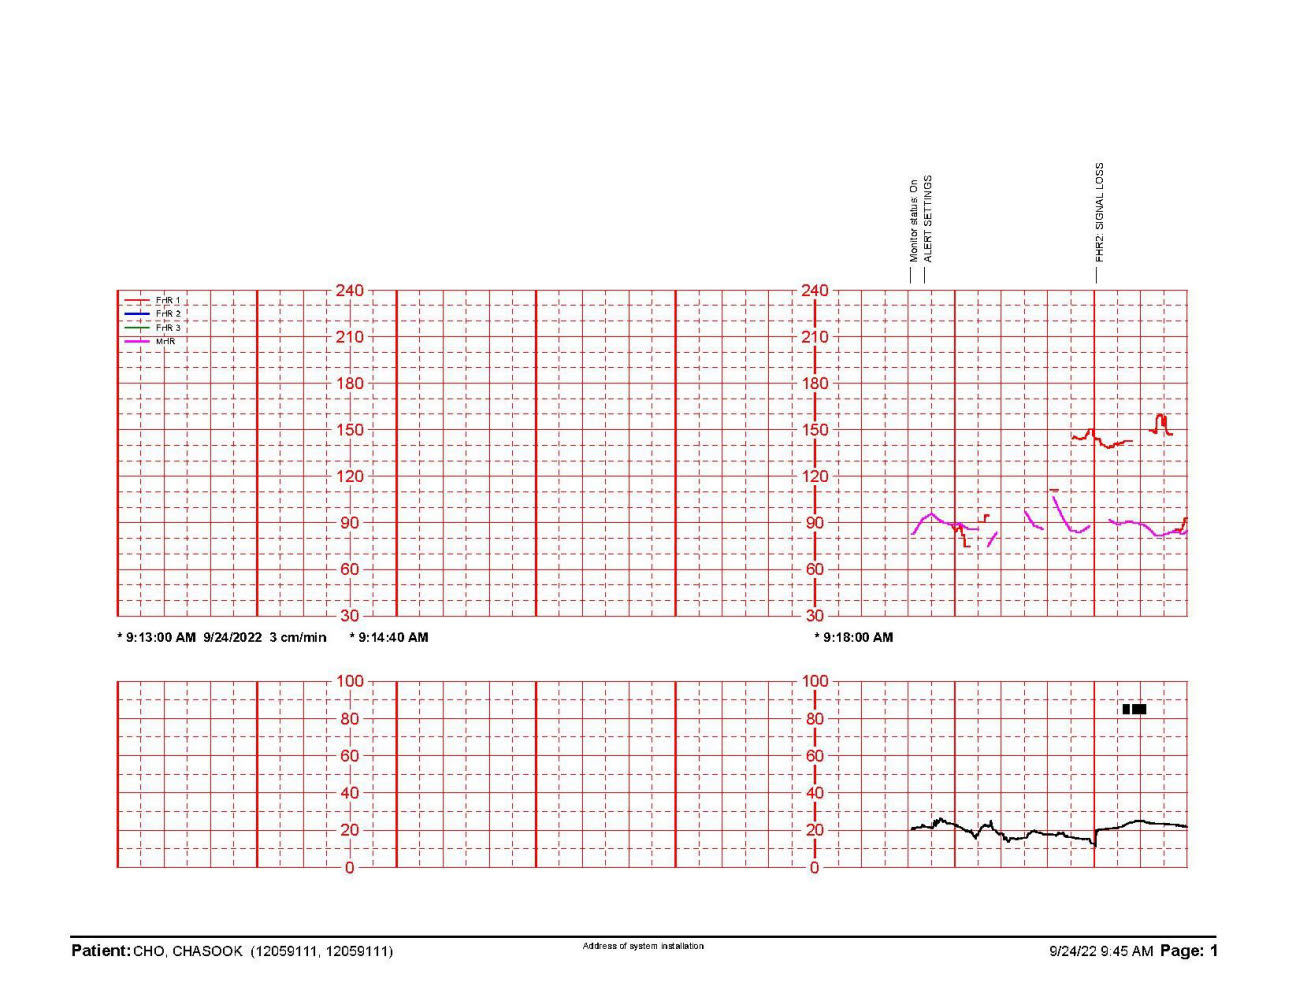 Monitor status: On
ALERT SETTINGS
FHR2: SIGNAL LOSS
240 240
FHR 1
FHR 2
FHR 3
MHR
210 210
180 180
150 150
120 120
90 90
60 60
30 30
* 9:13:00 AM 9/24/2022 3 cm/min * 9:14:40 AM * 9:18:00 AM
100 100
80 80
60 60
40 40
20 20
0 0
Patient: CHO, CHASOOK (12059111, 12059111) Address of system installation 9/24/22 9:45 AM Page: 1